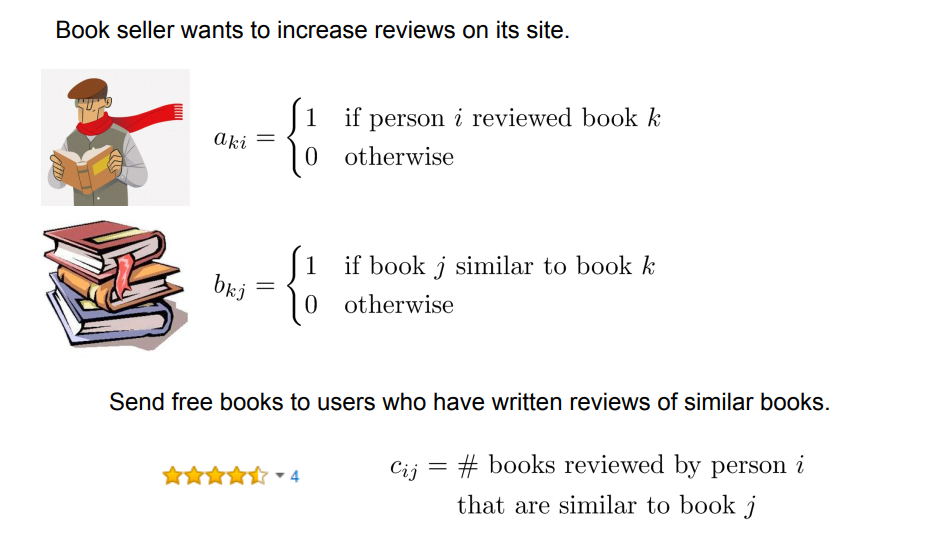 Book seller wants to increase reviews on its site.
a_{ki} = { 1 if person i reviewed book k
0 otherwise
b_{kj} = { 1 if book j similar to book k
0 otherwise
Send free books to users who have written reviews of similar books.
4
c_{ij} = # books reviewed by person i
that are similar to book j